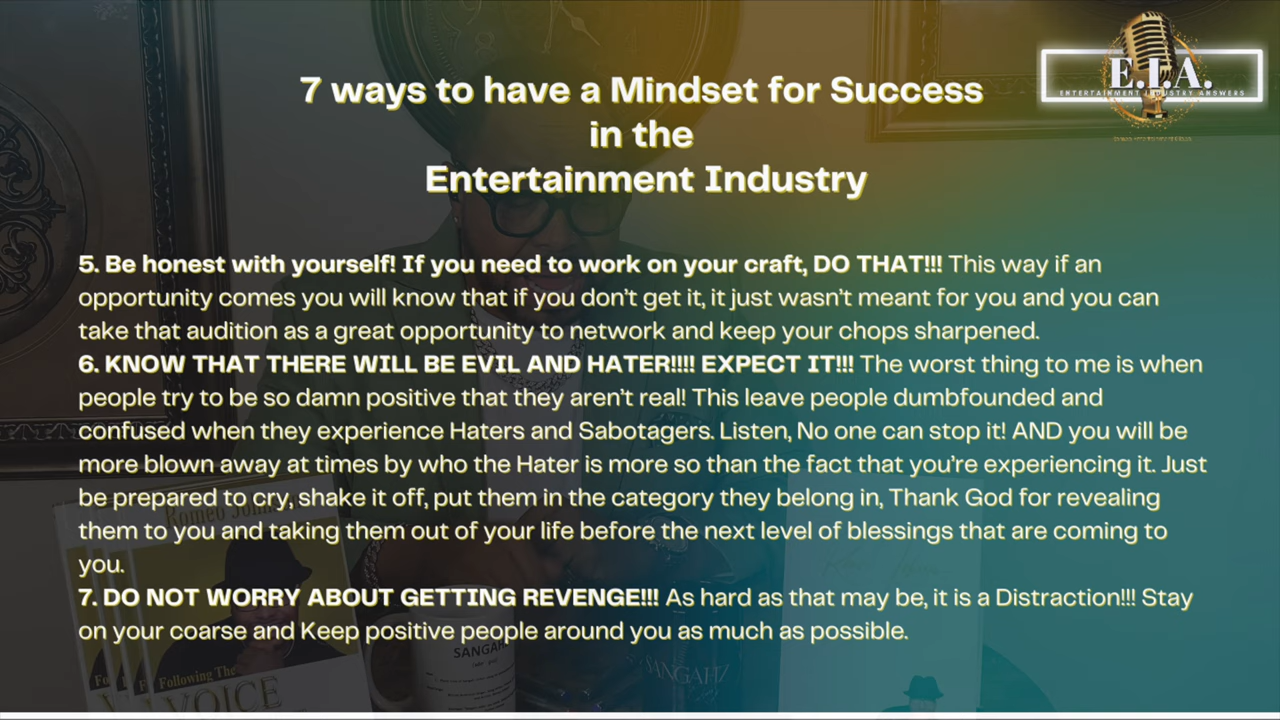 7 ways to have a Mindset for Success
in the
Entertainment Industry
E.I.A.
ENTERTAINMENT INDUSTRY ANSWERS
5. Be honest with yourself! If you need to work on your craft, DO THAT!!! This way if an
opportunity comes you will know that if you don't get it, it just wasn't meant for you and you can
take that audition as a great opportunity to network and keep your chops sharpened.
6. KNOW THAT THERE WILL BE EVIL AND HATER!!!! EXPECT IT!!! The worst thing to me is when
people try to be so damn positive that they aren't real! This leave people dumbfounded and
confused when they experience Haters and Sabotagers. Listen, No one can stop it! AND you will be
more blown away at times by who the Hater is more so than the fact that you're experiencing it. Just
be prepared to cry, shake it off, put them in the category they belong in, Thank God for revealing
them to you and taking them out of your life before the next level of blessings that are coming to
you.
7. DO NOT WORRY ABOUT GETTING REVENGE!!! As hard as that may be, it is a Distraction!!! Stay
on your coarse and Keep positive people around you as much as possible.
Romeo
Following The
VOICE
SANGAHZ